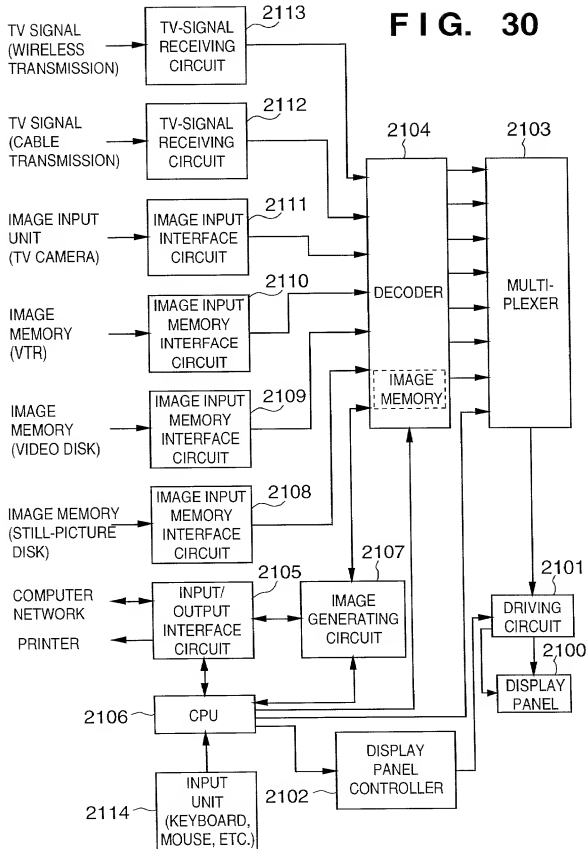 FIG. 30
2113
TV SIGNAL
(WIRELESS
TRANSMISSION)
TV-SIGNAL
RECEIVING
CIRCUIT
2112
TV SIGNAL
(CABLE
TRANSMISSION)
TV-SIGNAL
RECEIVING
CIRCUIT
2104
2103
2111
IMAGE INPUT
UNIT
(TV CAMERA)
IMAGE INPUT
INTERFACE
CIRCUIT
2110
IMAGE
MEMORY
(VTR)
IMAGE INPUT
MEMORY
INTERFACE
CIRCUIT
DECODER
IMAGE
MEMORY
MULTI-
PLEXER
2109
IMAGE
MEMORY
(VIDEO DISK)
IMAGE INPUT
MEMORY
INTERFACE
CIRCUIT
2108
IMAGE MEMORY
(STILL-PICTURE
DISK)
IMAGE INPUT
MEMORY
INTERFACE
CIRCUIT
2105
COMPUTER
NETWORK
PRINTER
INPUT/
OUTPUT
INTERFACE
CIRCUIT
2107
IMAGE
GENERATING
CIRCUIT
2101
DRIVING
CIRCUIT
2100
DISPLAY
PANEL
2106
CPU
2102
DISPLAY
PANEL
CONTROLLER
2114
INPUT
UNIT
(KEYBOARD,
MOUSE, ETC.)